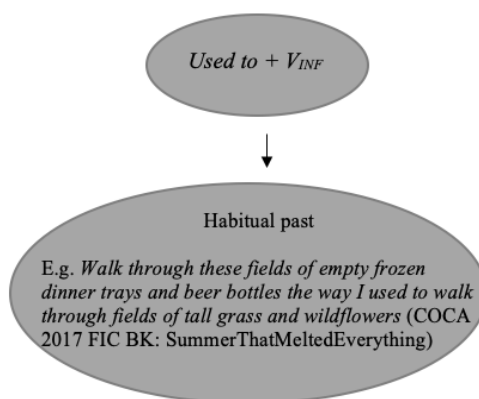 Used to + VINF
Habitual past
E.g. Walk through these fields of empty frozen
dinner trays and beer bottles the way I used to walk
through fields of tall grass and wildflowers (COCA
2017 FIC BK: SummerThatMeltedEverything)